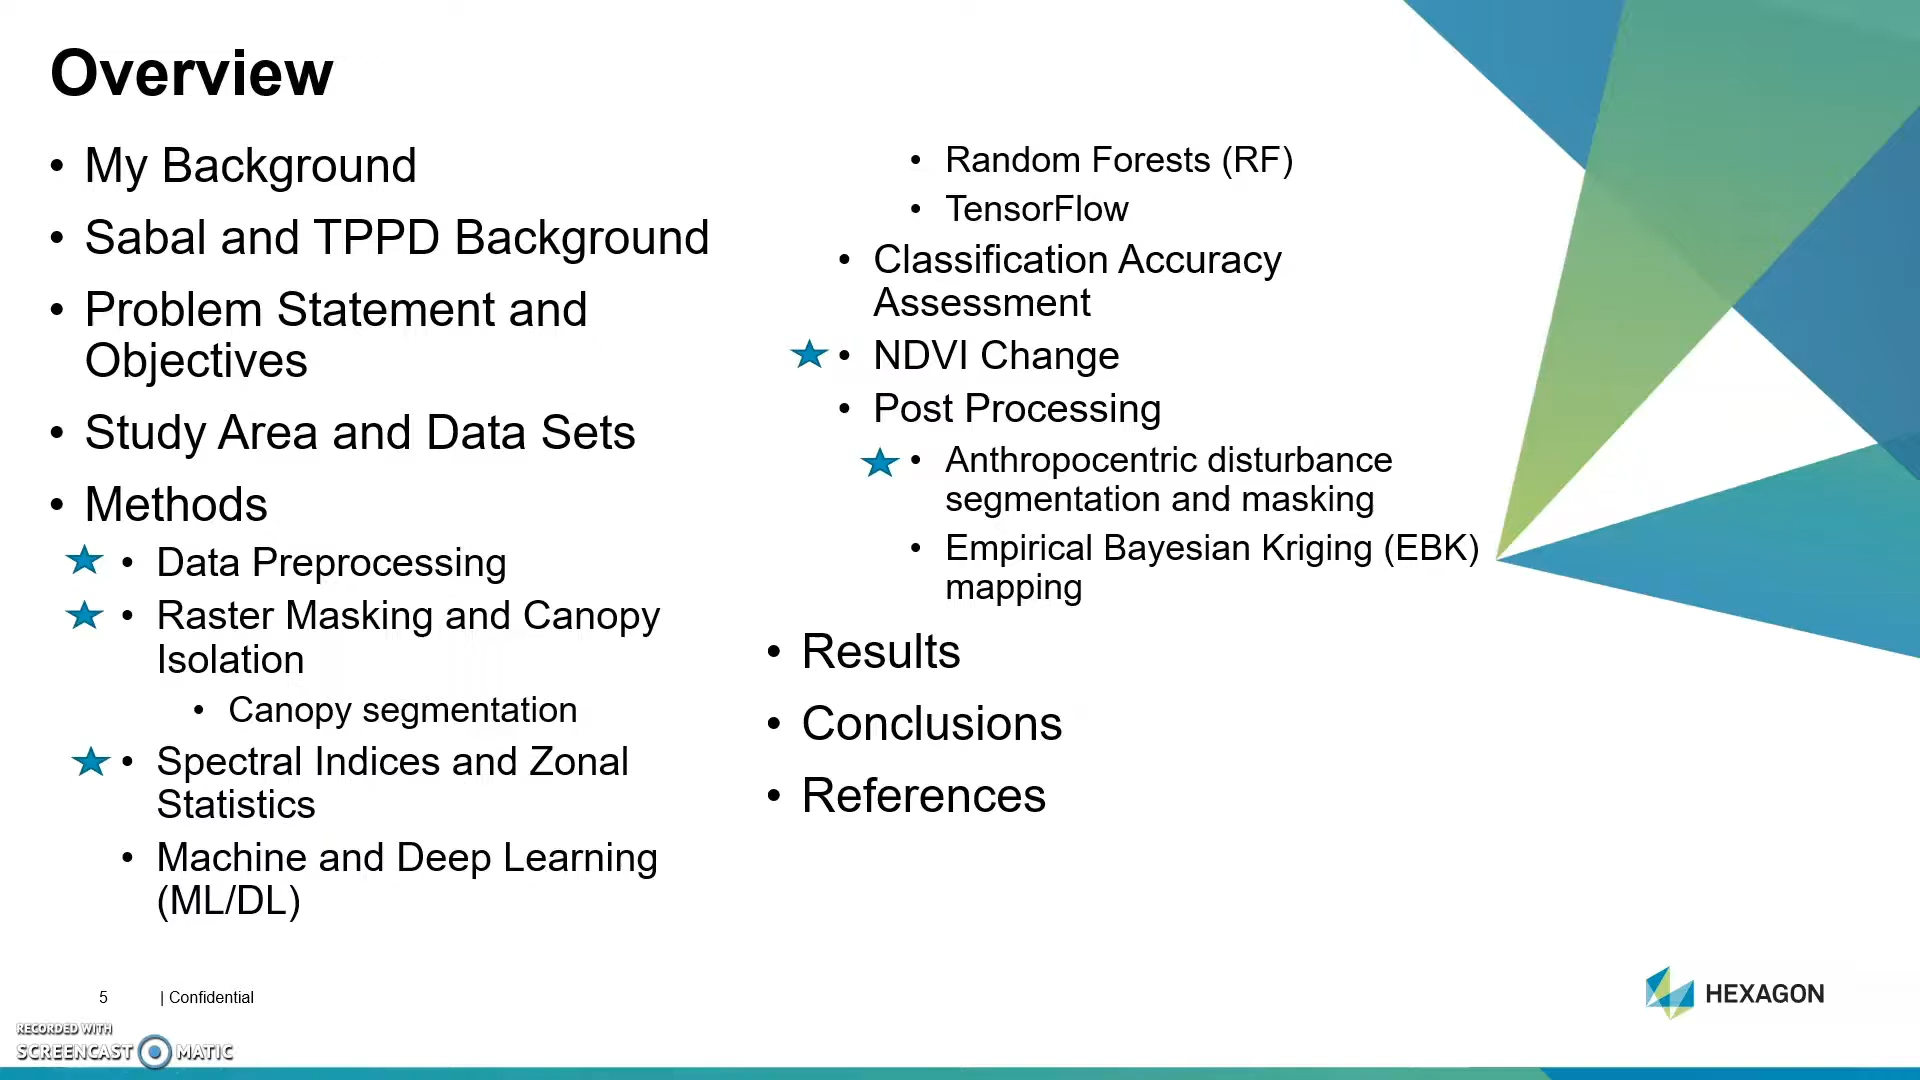 Overview
• My Background
• Sabal and TPPD Background
• Problem Statement and
Objectives
• Study Area and Data Sets
• Methods
• Data Preprocessing
• Raster Masking and Canopy
Isolation
• Canopy segmentation
• Spectral Indices and Zonal
Statistics
• Machine and Deep Learning
(ML/DL)
• Random Forests (RF)
• TensorFlow
• Classification Accuracy
Assessment
• NDVI Change
• Post Processing
• Anthropocentric disturbance
segmentation and masking
• Empirical Bayesian Kriging (EBK)
mapping
• Results
• Conclusions
• References
5 | Confidential
HEXAGON
RECORDED WITH
SCREENCAST MATIC